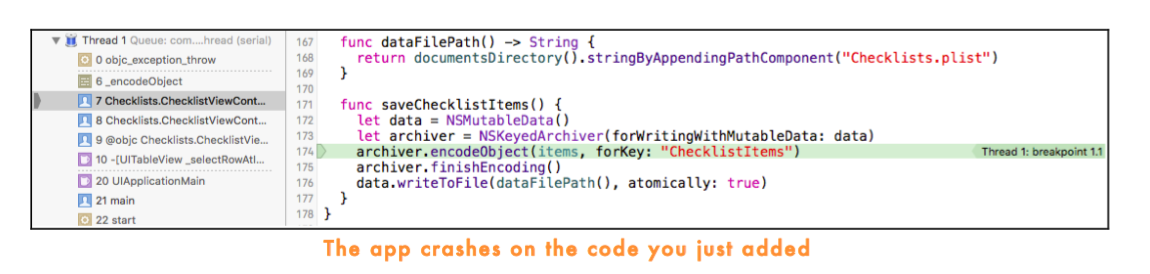 Thread 1 Queue: com....hread (serial)
0 objc_exception_throw
6 _encodeObject
7 Checklists.ChecklistViewCont...
8 Checklists.ChecklistViewCont...
9 @objc Checklists.ChecklistVie...
10 -[UITableView _selectRowAtI...
20 UIApplicationMain
21 main
22 start
167 func dataFilePath() -> String {
168 return documentsDirectory().stringByAppendingPathComponent("Checklists.plist")
169 }
170
171 func saveChecklistItems() {
172 let data = NSMutableData()
173 let archiver = NSKeyedArchiver(forWritingWithMutableData: data)
174 archiver.encodeObject(items, forKey: "ChecklistItems") Thread 1: breakpoint 1.1
175 archiver.finishEncoding()
176 data.writeToFile(dataFilePath(), atomically: true)
177 }
178 }
The app crashes on the code you just added